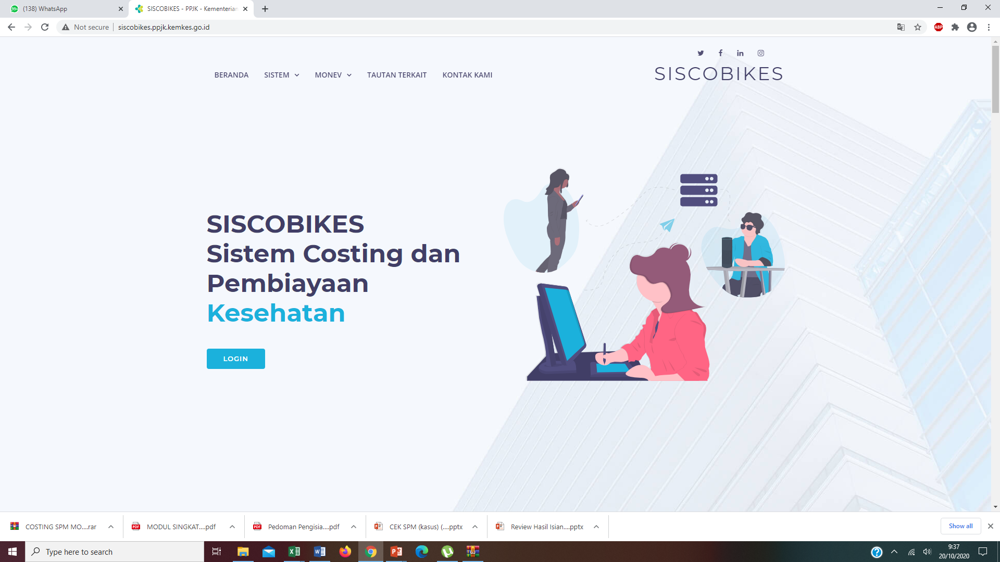 (138) WhatsApp
SISCOBIKES - PPJK - Kementerian
Not secure
siscobikes.ppjk.kemkes.go.id
ABP
BERANDA SISTEM MONEV TAUTAN TERKAIT KONTAK KAMI
SISCOBIKES
SISCOBIKES
Sistem Costing dan
Pembiayaan
Kesehatan
LOGIN
COSTING SPM MO....rar
MODUL SINGKAT....pdf
Pedoman Pengisia....pdf
CEK SPM (kasus) (....pptx
Review Hasil Isian....pptx
Show all
Type here to search
9:37
20/10/2020